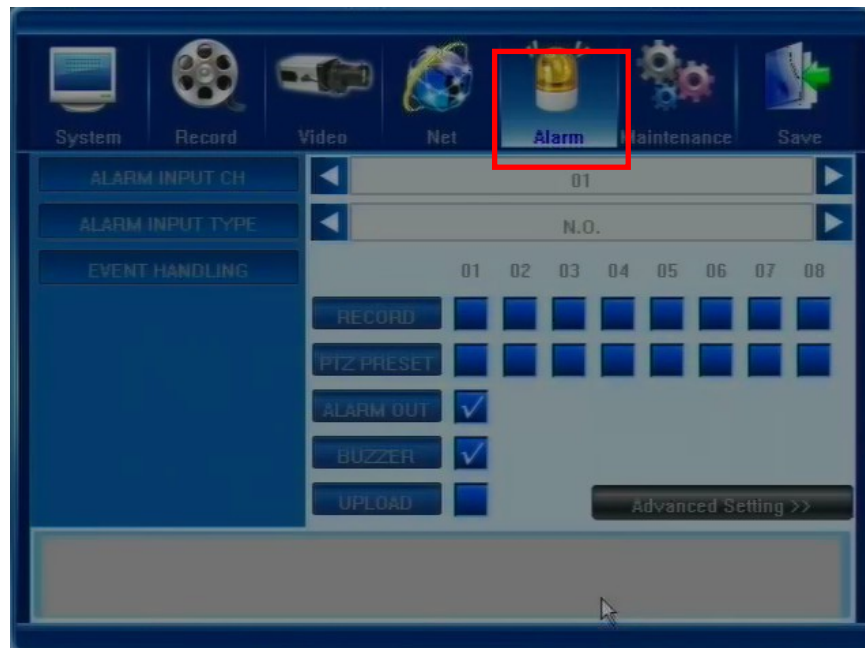 System Record Video Net Alarm Maintenance Save
ALARM INPUT CH 01
ALARM INPUT TYPE N.O.
EVENT HANDLING 01 02 03 04 05 06 07 08
RECORD
PTZ PRESET
ALARM OUT
BUZZER
UPLOAD Advanced Setting >>